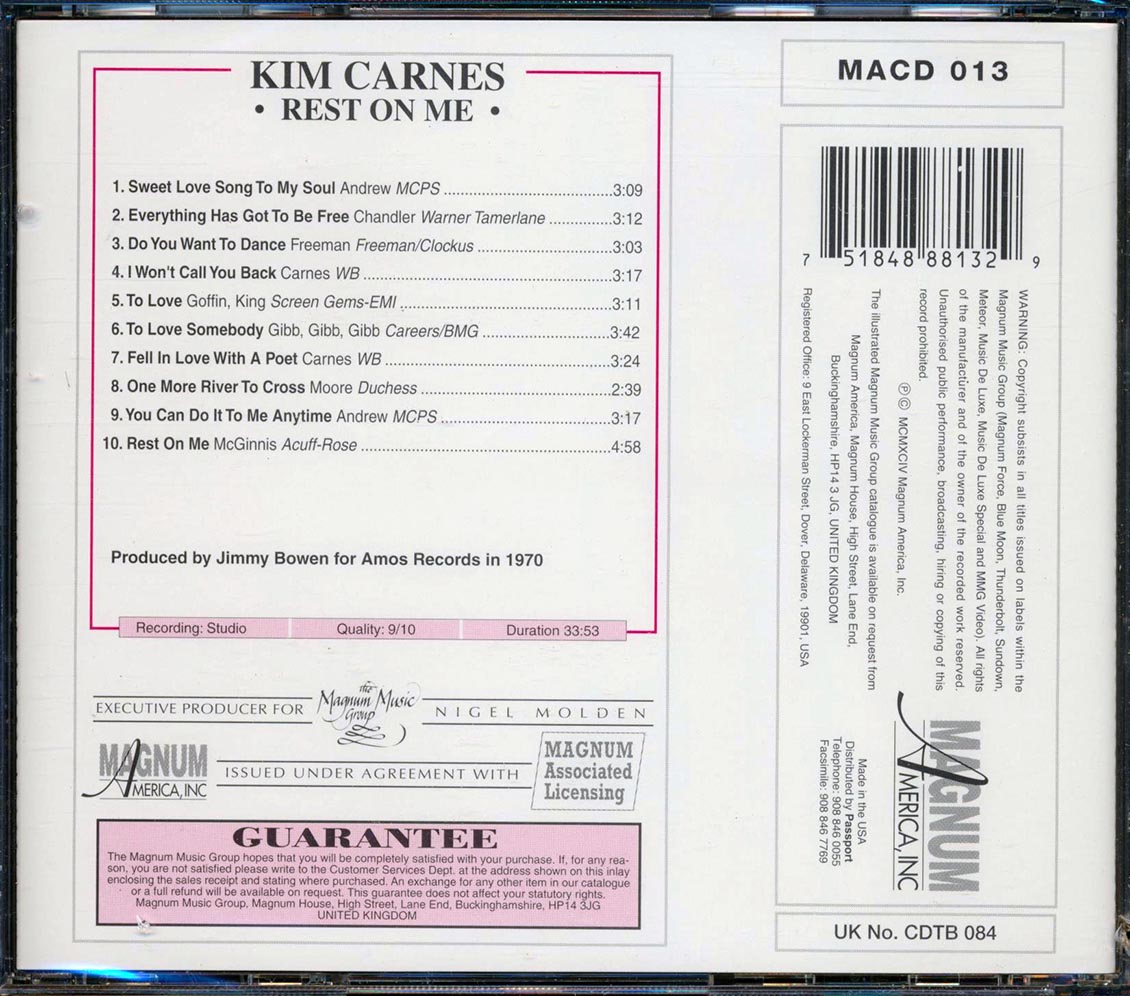 KIM CARNES
• REST ON ME •
1. Sweet Love Song To My Soul Andrew MCPS ...........................................3:09
2. Everything Has Got To Be Free Chandler Warner Tamerlane ................3:12
3. Do You Want To Dance Freeman Freeman/Clockus ..................................3:03
4. I Won't Call You Back Carnes WB ...............................................................3:17
5. To Love Goffin, King Screen Gems-EMI .....................................................3:11
6. To Love Somebody Gibb, Gibb, Gibb Careers/BMG .................................3:42
7. Fell In Love With A Poet Carnes WB ..........................................................3:24
8. One More River To Cross Moore Duchess .................................................2:39
9. You Can Do It To Me Anytime Andrew MCPS ............................................3:17
10. Rest On Me McGinnis Acuff-Rose ................................................................4:58
Produced by Jimmy Bowen for Amos Records in 1970
Recording: Studio Quality: 9/10 Duration 33:53
EXECUTIVE PRODUCER FOR the Magnum Music Group NIGEL MOLDEN
MAGNUM AMERICA, INC ISSUED UNDER AGREEMENT WITH MAGNUM Associated Licensing
GUARANTEE
The Magnum Music Group hopes that you will be completely satisfied with your purchase. If, for any rea-
son, you are not satisfied please write to the Customer Services Dept. at the address shown on this inlay
enclosing the sales receipt and stating where purchased. An exchange for any other item in our catalogue
or a full refund will be available on request. This guarantee does not affect your statutory rights.
Magnum Music Group, Magnum House, High Street, Lane End, Buckinghamshire, HP14 3JG
UNITED KINGDOM
MACD 013
7 51848 88132 9
WARNING: Copyright subsists in all titles issued on labels within the
Magnum Music Group (Magnum Force, Blue Moon, Thunderbolt, Sundown,
Meteor, Music De Luxe, Music De Luxe Special and MMG Video). All rights
of the manufacturer and of the owner of the recorded work reserved.
Unauthorised public performance, broadcasting, hiring or copying of this
record prohibited.
℗© MCMXCIV Magnum America, Inc.
The illustrated Magnum Music Group catalogue is available on request from
Magnum America, Magnum House, High Street, Lane End,
Buckinghamshire, HP14 3 JG, UNITED KINGDOM
Registered Office: 9 East Lockerman Street, Dover, Delaware, 19901, USA
MAGNUM
AMERICA, INC
Made in the USA
Distributed by Passport
Telephone: 908 846 0055
Facsimile: 908 846 7769
UK No. CDTB 084